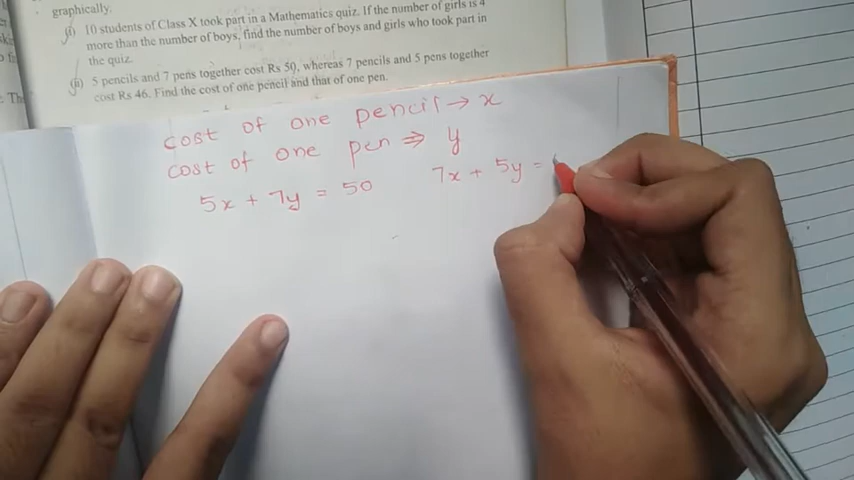 graphically.
(i) 10 students of Class X took part in a Mathematics quiz. If the number of girls is 4
more than the number of boys, find the number of boys and girls who took part in
the quiz.
(ii) 5 pencils and 7 pens together cost Rs 50, whereas 7 pencils and 5 pens together
cost Rs 46. Find the cost of one pencil and that of one pen.
cost of one pencil → x
cost of one pen ⇒ y
5x + 7y = 50 7x + 5y =